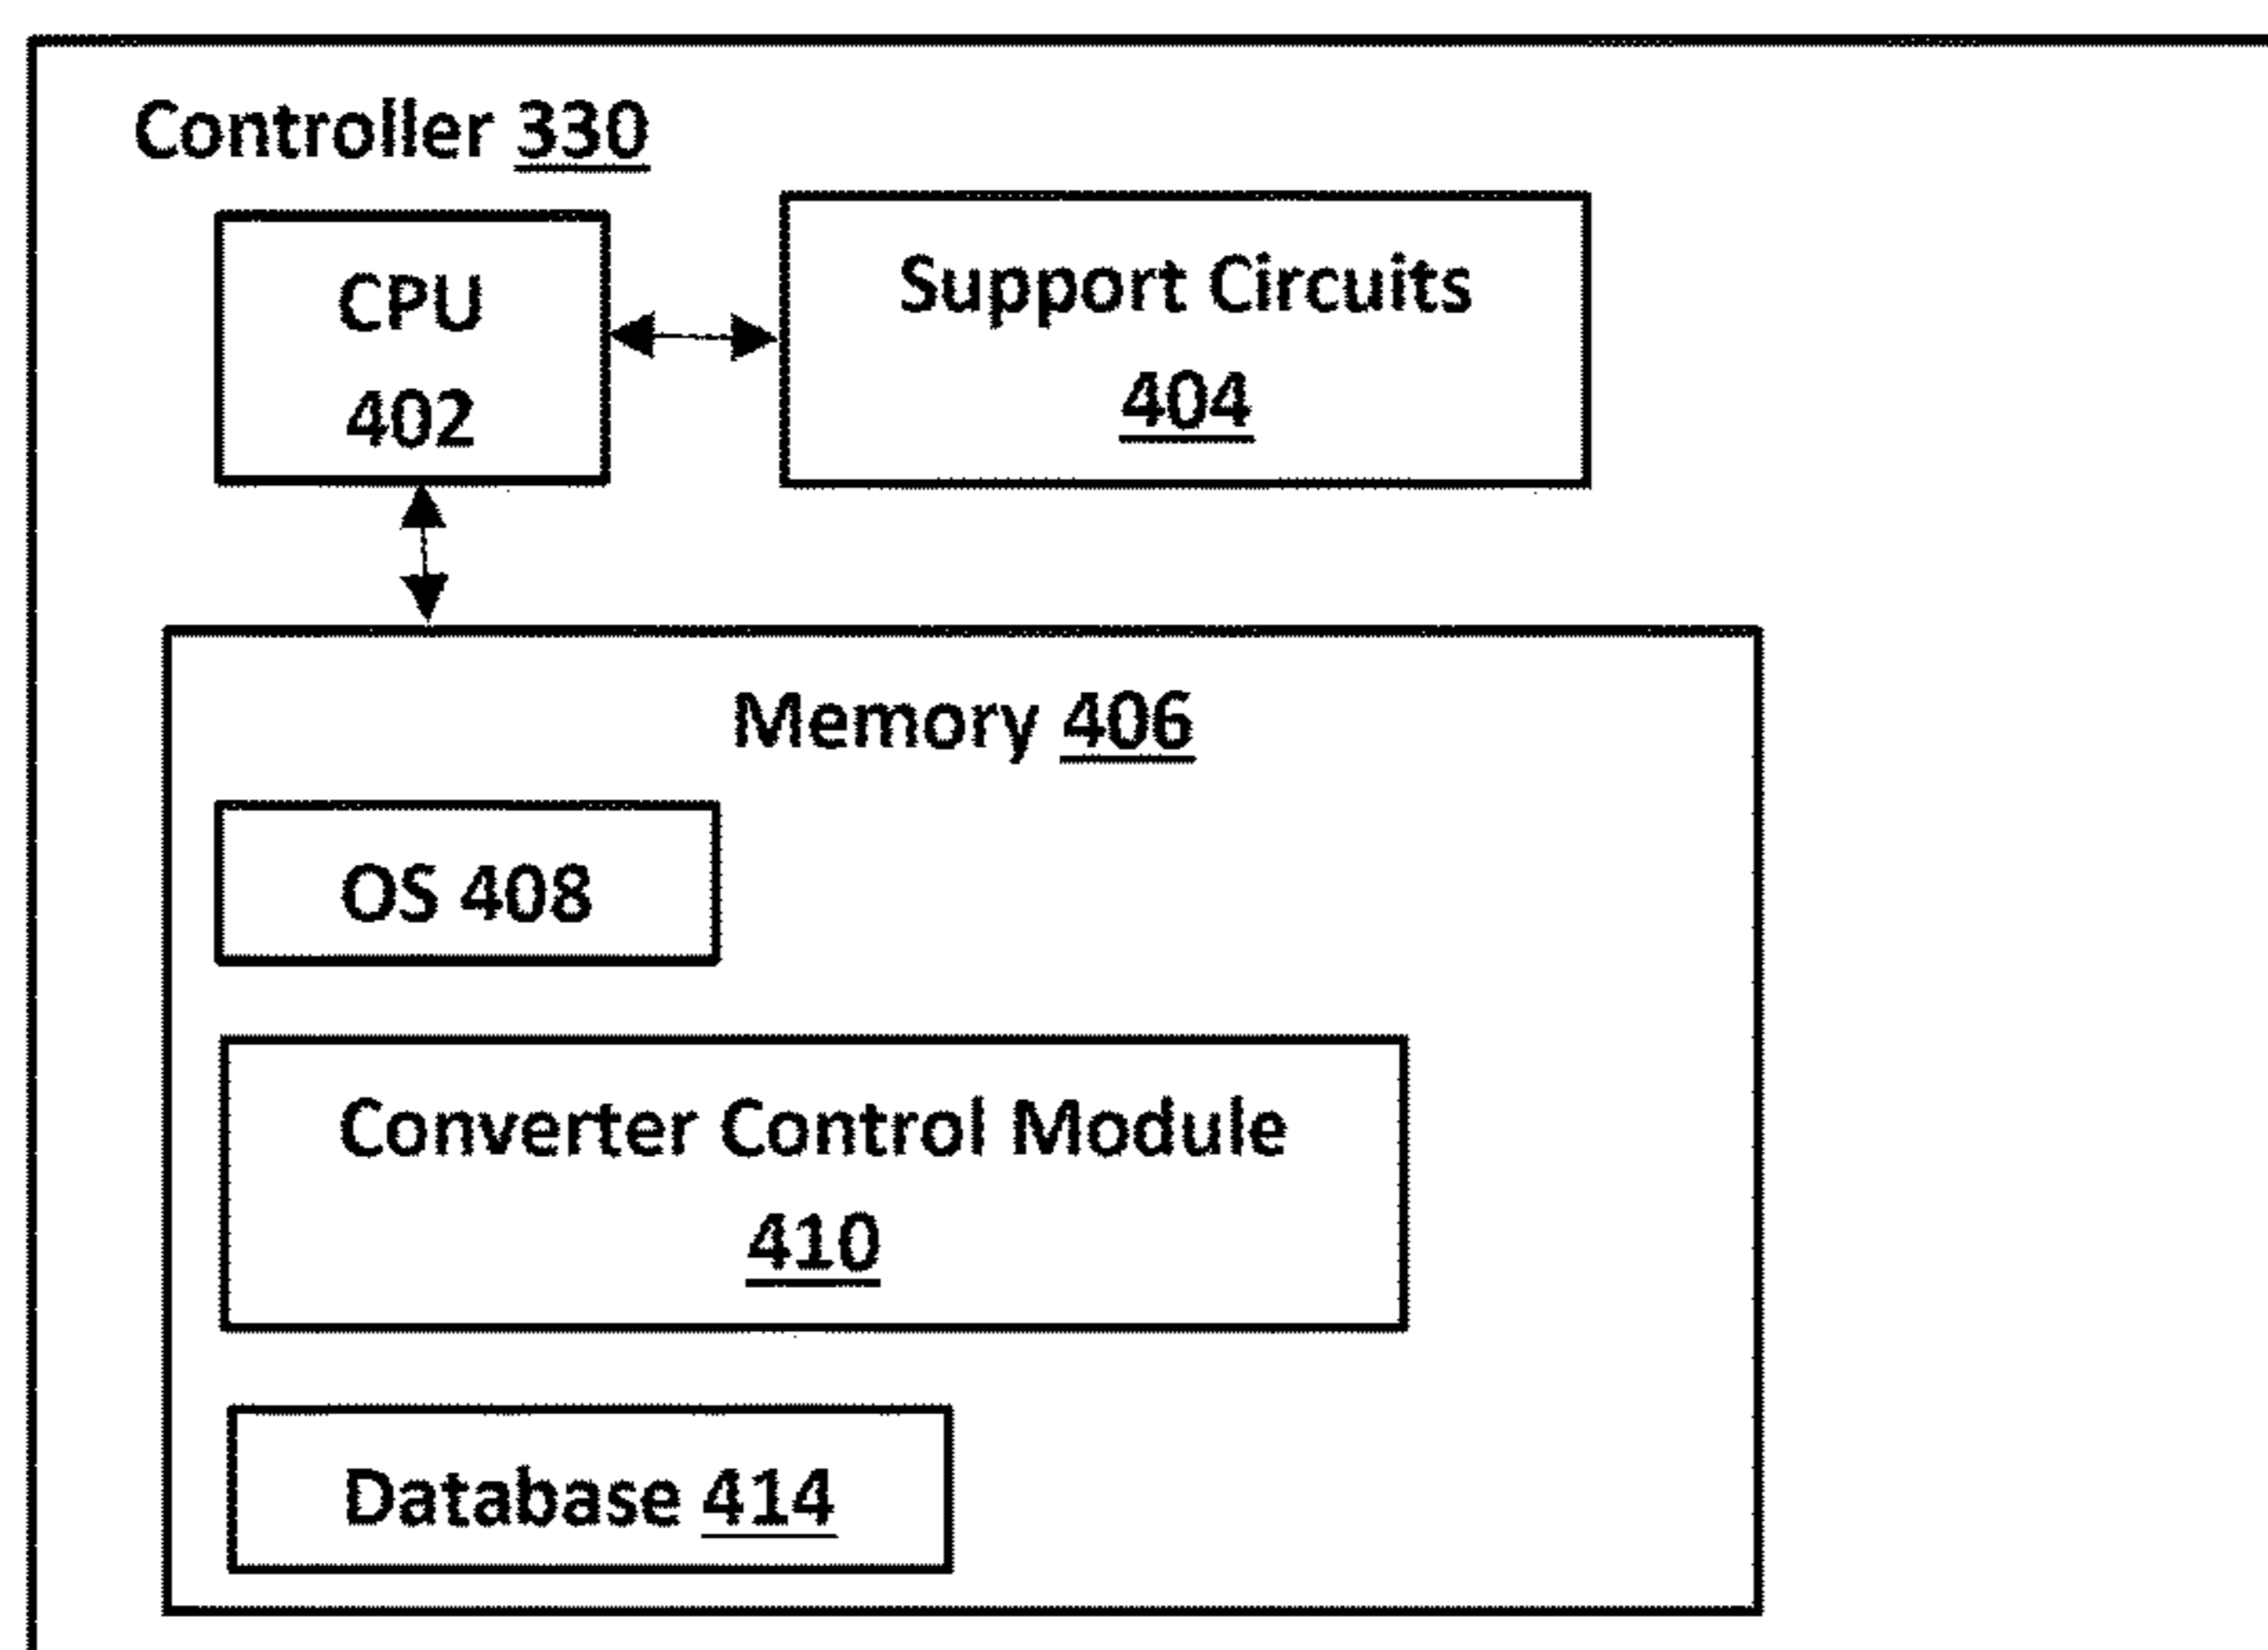 Controller 330
CPU
402
Support Circuits
404
Memory 406
OS 408
Converter Control Module
410
Database 414